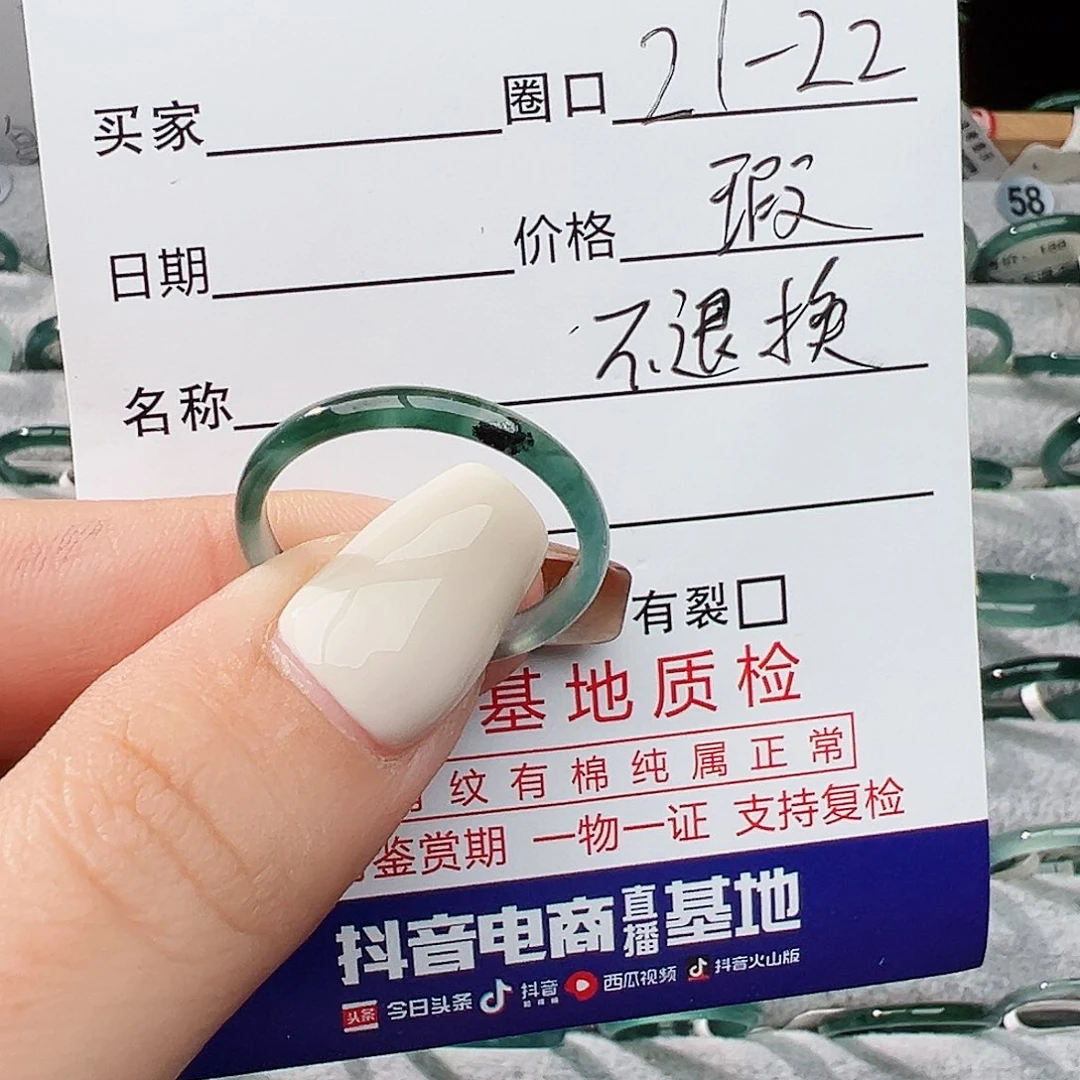 买家 圈口 21-22
日期 价格 瑕
名称 不退换
有裂
基地质检
纹有棉纯属正常
鉴赏期 一物一证 支持复检
抖音电商直播基地
头条 今日头条 抖音 西瓜视频 抖音火山版
58